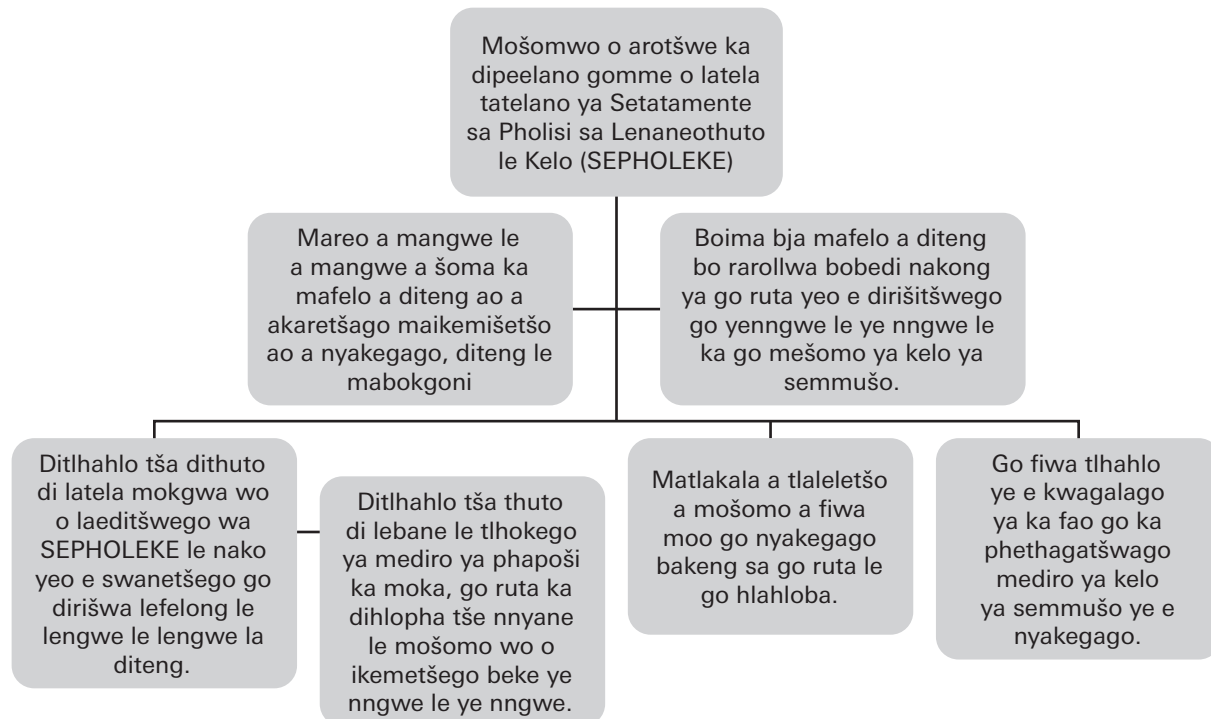 Mošomwo o arotšwe ka
dipeelano gomme o latela
tatelano ya Setatamente
sa Pholisi sa Lenaneothuto
le Kelo (SEPHOLEKE)
Mareo a mangwe le
a mangwe a šoma ka
mafelo a diteng ao a
akaretšago maikemišetšo
ao a nyakegago, diteng le
mabokgoni
Boima bja mafelo a diteng
bo rarollwa bobedi nakong
ya go ruta yeo e dirišitšwego
go yenngwe le ye nngwe le
ka go mešomo ya kelo ya
semmušo.
Ditlhahlo tša dithuto
di latela mokgwa wo
o laeditšwego wa
SEPHOLEKE le nako
yeo e swanetšego go
dirišwa lefelong le
lengwe le lengwe la
diteng.
Ditlhahlo tša thuto
di lebane le tlhokego
ya mediro ya phapoši
ka moka, go ruta ka
dihlopha tše nnyane
le mošomo wo o
ikemetšego beke ye
nngwe le ye nngwe.
Matlakala a tlaleletšo
a mošomo a fiwa
moo go nyakegago
bakeng sa go ruta le
go hlahloba.
Go fiwa tlhahlo
ye e kwagalago
ya ka fao go ka
phethagatšwago
mediro ya kelo
ya semmušo ye e
nyakegago.